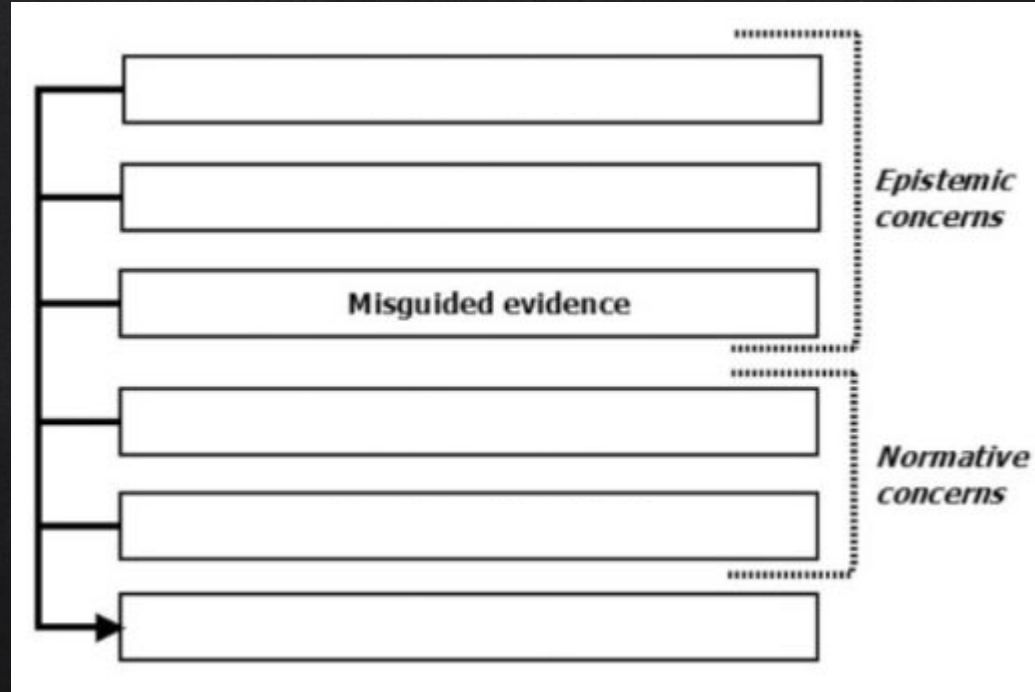 Epistemic
concerns
Misguided evidence
Normative
concerns